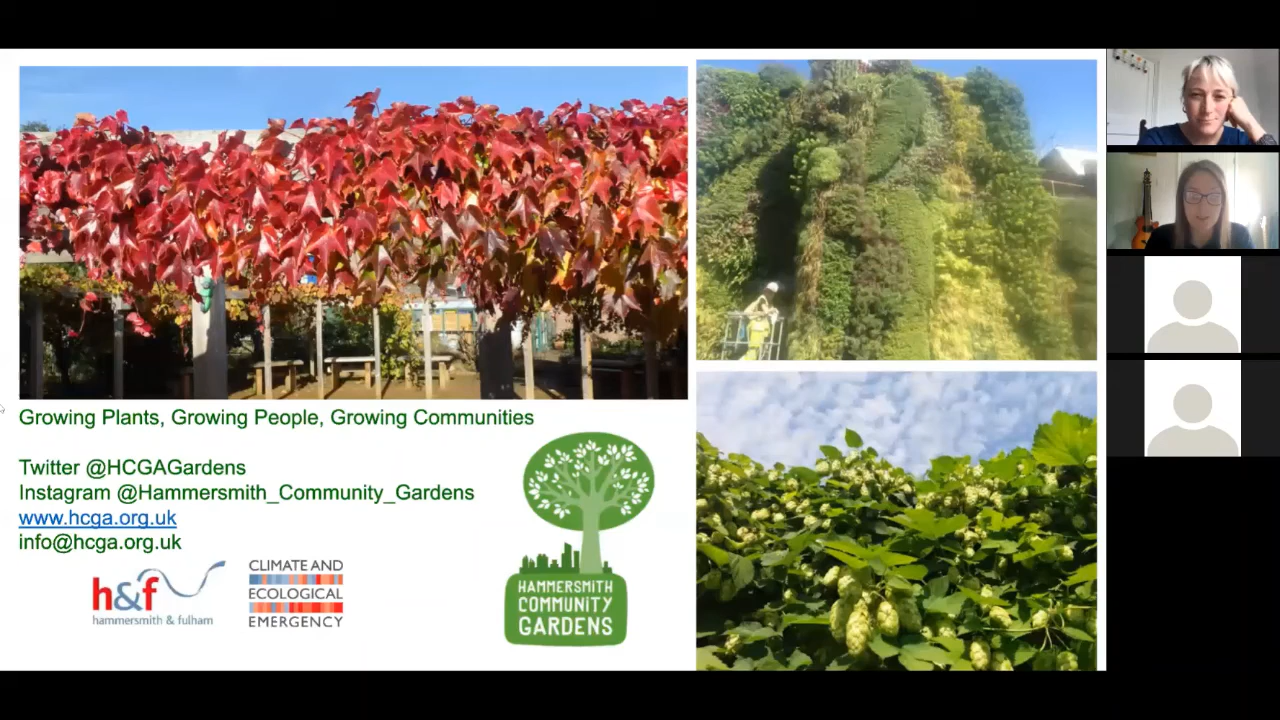 Growing Plants, Growing People, Growing Communities
Twitter @HCGAGardens
Instagram @Hammersmith_Community_Gardens
www.hcga.org.uk
info@hcga.org.uk
h&f
hammersmith & fulham
CLIMATE AND
ECOLOGICAL
EMERGENCY
HAMMERSMITH
COMMUNITY
GARDENS